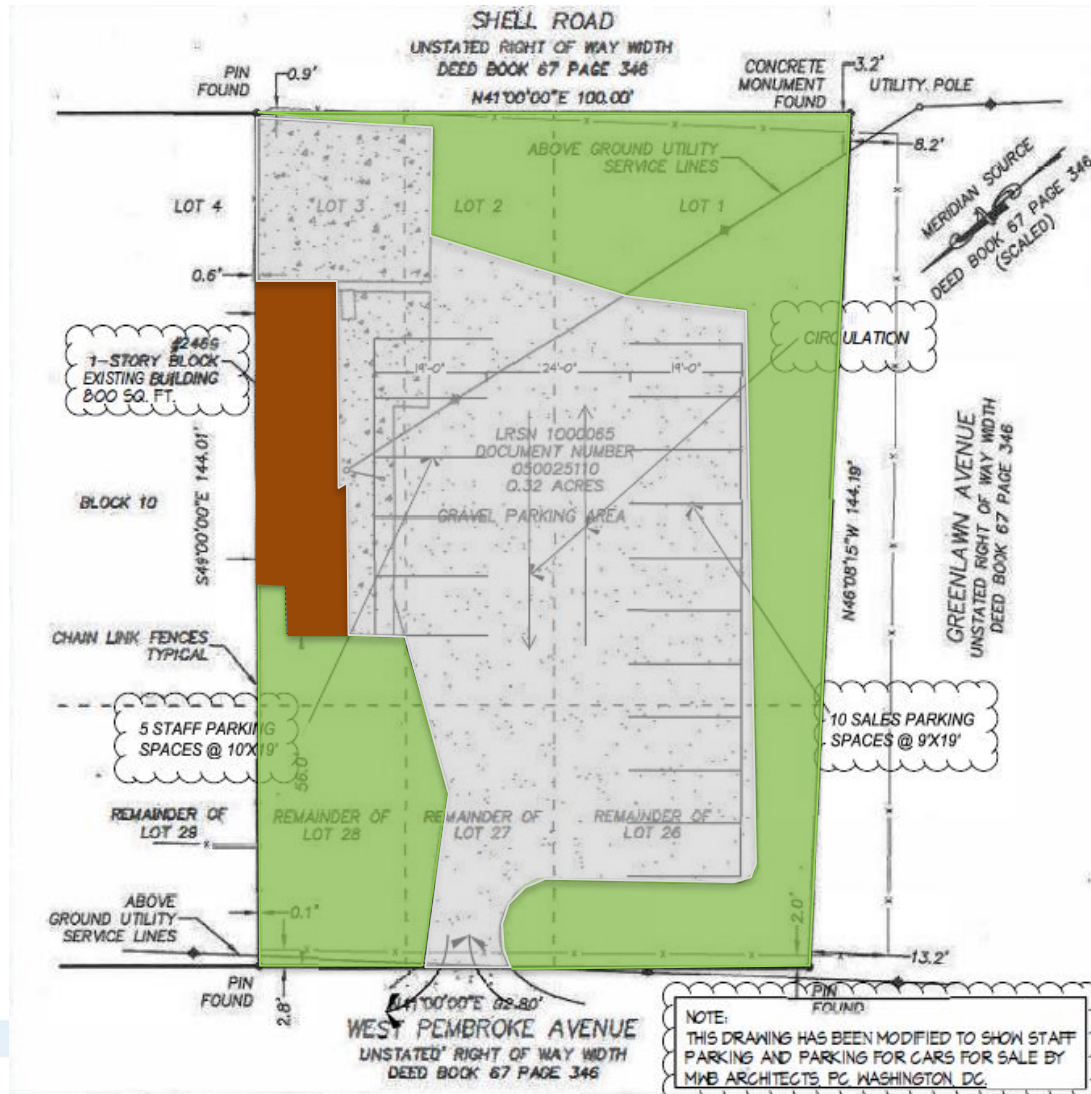 SHELL ROAD
UNSTATED RIGHT OF WAY WIDTH
DEED BOOK 67 PAGE 346
N41°00'00"E 100.00'
PIN
FOUND
0.9'
CONCRETE
MONUMENT
FOUND
3.2'
UTILITY POLE
8.2'
ABOVE GROUND UTILITY
SERVICE LINES
MERIDIAN SOURCE
DEED BOOK 67 PAGE 346
(SCALED)
LOT 4
LOT 3
LOT 2
LOT 1
0.6'
#2469
1-STORY BLOCK
EXISTING BUILDING
800 SQ. FT.
CIRCULATION
19'-0"
24'-0"
19'-0"
LRSN 1000065
DOCUMENT NUMBER
050025110
0.32 ACRES
GRAVEL PARKING AREA
BLOCK 10
S49°00'00"E 144.01'
N46°08'15"W 144.19'
GREENLAWN AVENUE
UNSTATED RIGHT OF WAY WIDTH
DEED BOOK 67 PAGE 346
CHAIN LINK FENCES
TYPICAL
5 STAFF PARKING
SPACES @ 10'X19'
56.0'
10 SALES PARKING
SPACES @ 9'X19'
REMAINDER OF
LOT 29
REMAINDER OF
LOT 28
REMAINDER OF
LOT 27
REMAINDER OF
LOT 26
ABOVE
GROUND UTILITY
SERVICE LINES
0.1'
2.0'
13.2'
PIN
FOUND
2.8'
PIN
FOUND
41°00'00"E 92.80'
WEST PEMBROKE AVENUE
UNSTATED RIGHT OF WAY WIDTH
DEED BOOK 67 PAGE 346
NOTE:
THIS DRAWING HAS BEEN MODIFIED TO SHOW STAFF
PARKING AND PARKING FOR CARS FOR SALE BY
MWB ARCHITECTS, PC, WASHINGTON, DC.